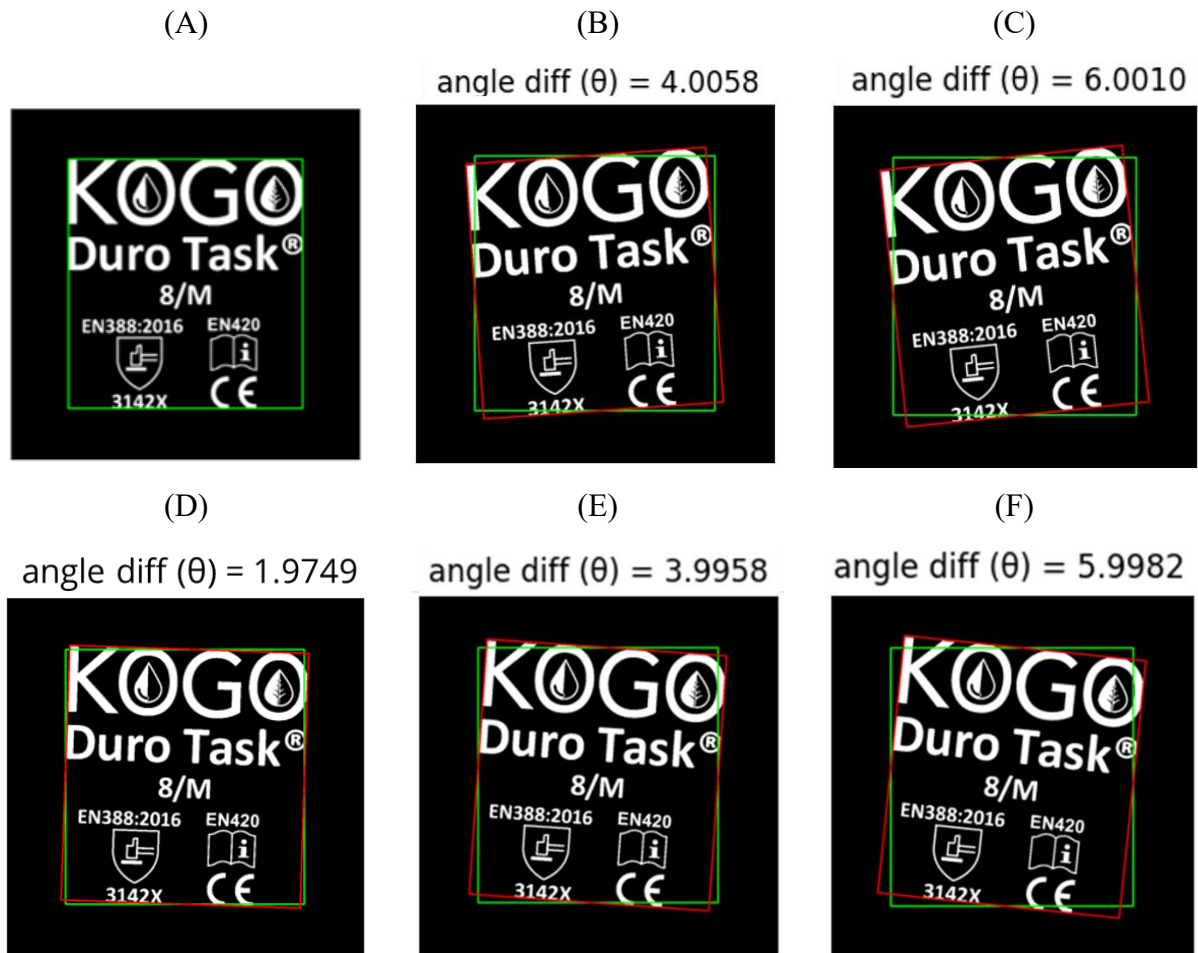 (A)
(B)
(C)
angle diff (θ) = 4.0058
angle diff (θ) = 6.0010
KOGO
Duro Task®
8/M
EN388:2016 EN420
i
3142X CE
KOGO
Duro Task®
8/M
EN388:2016 EN420
i
3142X CE
KOGO
Duro Task®
8/M
EN388:2016 EN420
i
3142X CE
(D)
(E)
(F)
angle diff (θ) = 1.9749
angle diff (θ) = 3.9958
angle diff (θ) = 5.9982
KOGO
Duro Task®
8/M
EN388:2016 EN420
i
3142X CE
KOGO
Duro Task®
8/M
EN388:2016 EN420
i
3142X CE
KOGO
Duro Task®
8/M
EN388:2016 EN420
i
3142X CE